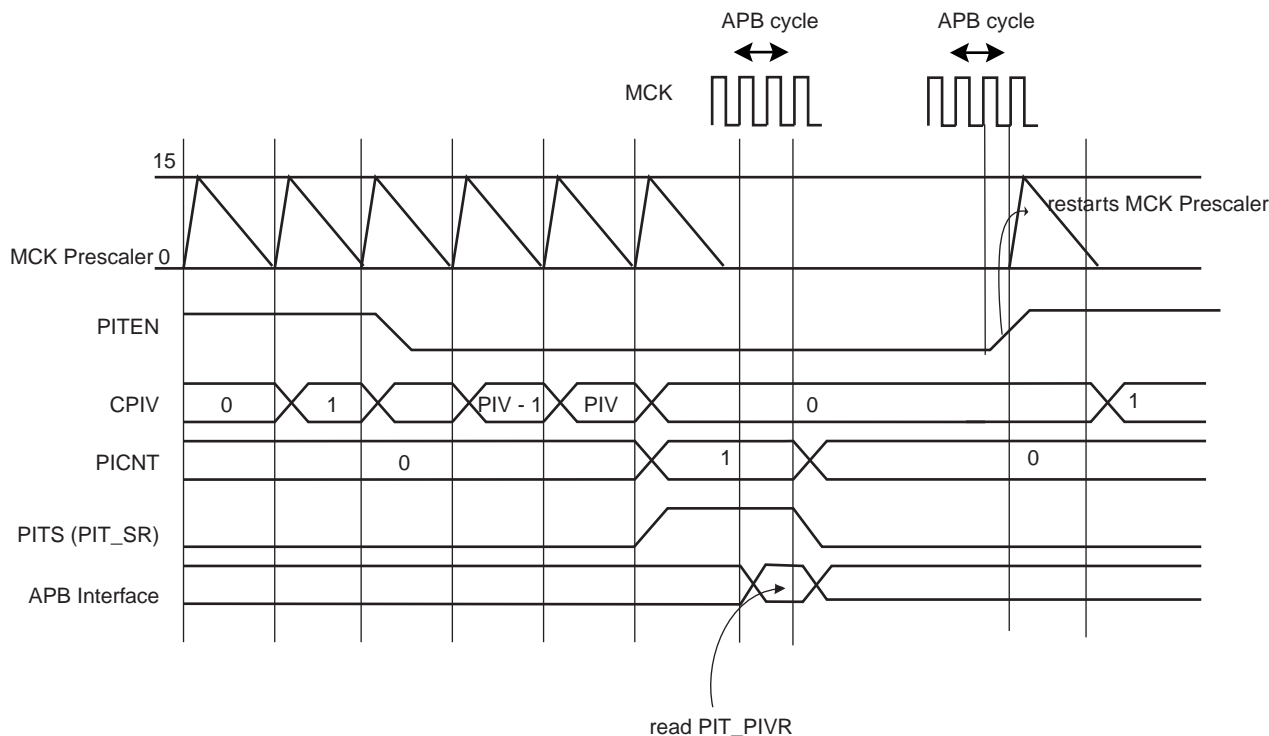 APB cycle
APB cycle
MCK
15
restarts MCK Prescaler
MCK Prescaler 0
PITEN
CPIV 0 1 PIV - 1 PIV 0 1
PICNT 0 1 0
PITS (PIT_SR)
APB Interface
read PIT_PIVR